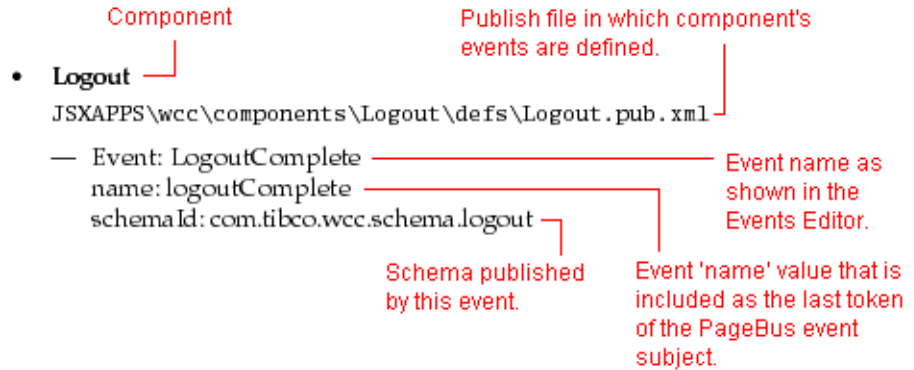 Component
Publish file in which component's
events are defined.
• Logout
JSXAPPS\wcc\components\Logout\defs\Logout.pub.xml
— Event: LogoutComplete
name: logoutComplete
schemaId: com.tibco.wcc.schema.logout
Event name as
shown in the
Events Editor.
Schema published
by this event.
Event 'name' value that is
included as the last token
of the PageBus event
subject.